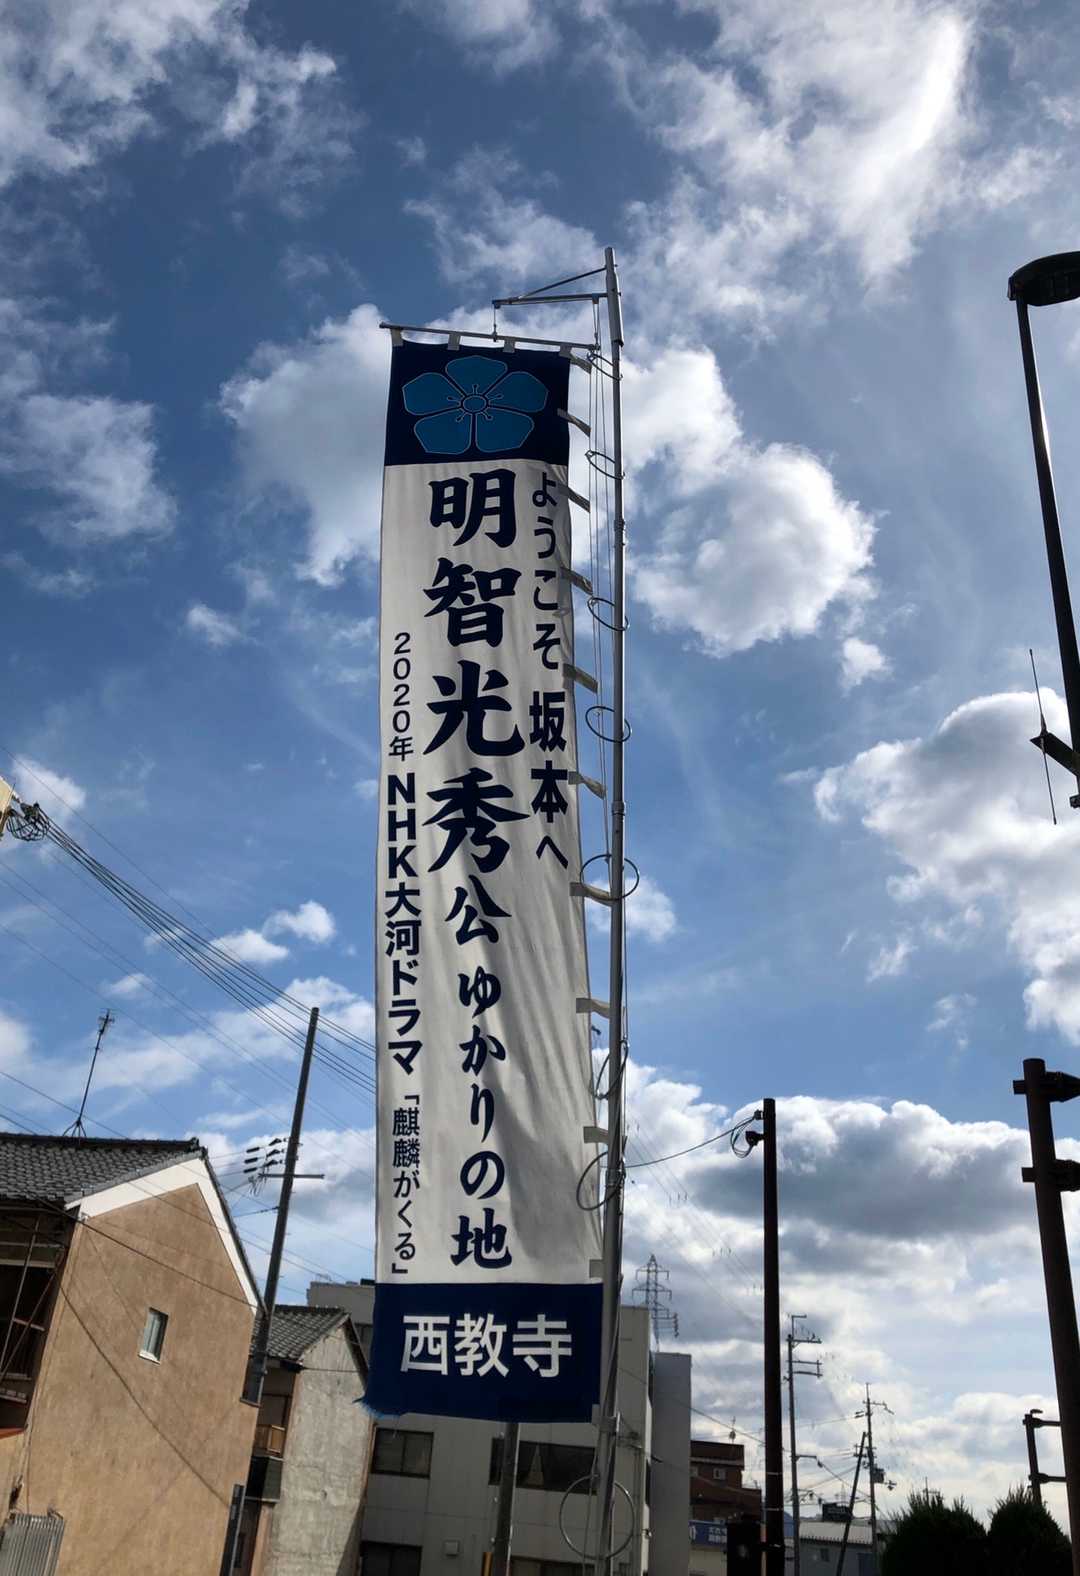 ようこそ 坂本へ
明智光秀公ゆかりの地
2020年 NHK大河ドラマ「麒麟がくる」
西教寺